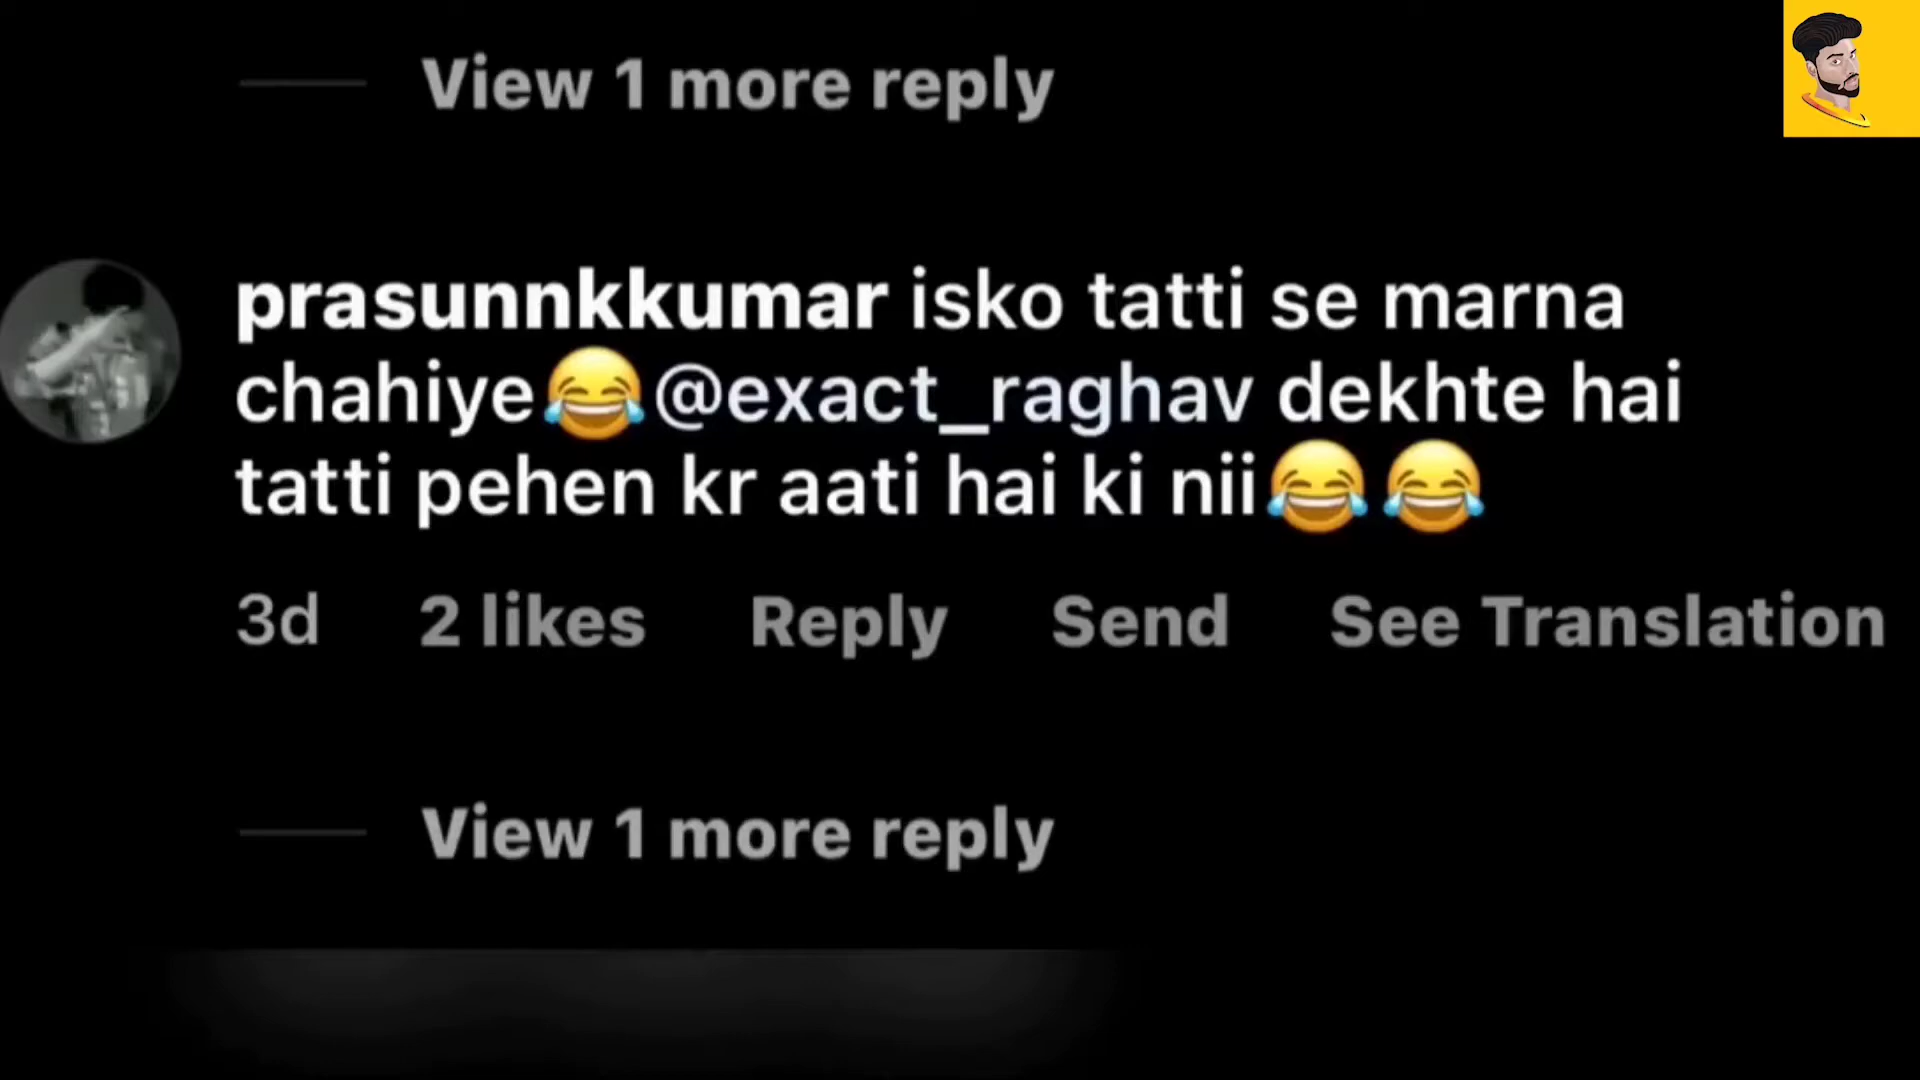 View 1 more reply
prasunnkkumar isko tatti se marna
chahiye😂@exact_raghav dekhte hai
tatti pehen kr aati hai ki nii😂😂
3d 2 likes Reply Send See Translation
View 1 more reply